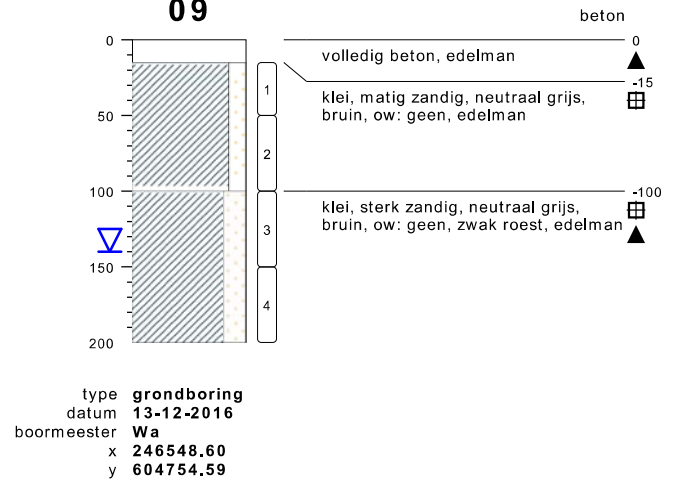 09
beton
0
volledig beton, edelman
0
-15
klei, matig zandig, neutraal grijs,
bruin, ow: geen, edelman
1
50
2
100
-100
klei, sterk zandig, neutraal grijs,
bruin, ow: geen, zwak roest, edelman
3
150
4
200
type grondboring
datum 13-12-2016
boormeester Wa
x 246548.60
y 604754.59